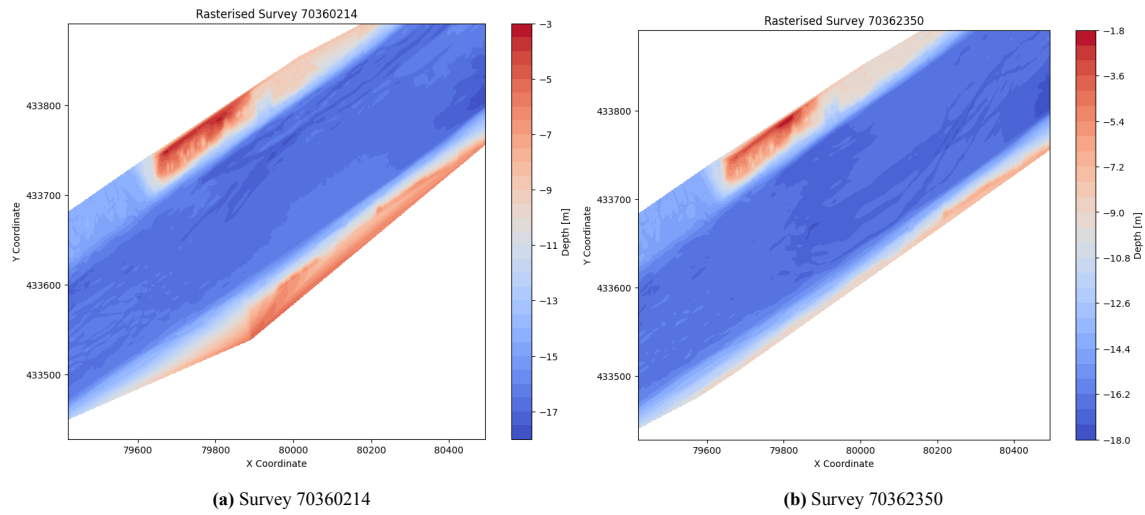 Rasterised Survey 70360214
Y Coordinate
433800
433700
433600
433500
79600 79800 80000 80200 80400
X Coordinate
−3
−5
−7
−9
−11
−13
−15
−17
Depth [m]
(a) Survey 70360214
Rasterised Survey 70362350
Y Coordinate
433800
433700
433600
433500
79600 79800 80000 80200 80400
X Coordinate
−1.8
−3.6
−5.4
−7.2
−9.0
−10.8
−12.6
−14.4
−16.2
−18.0
Depth [m]
(b) Survey 70362350